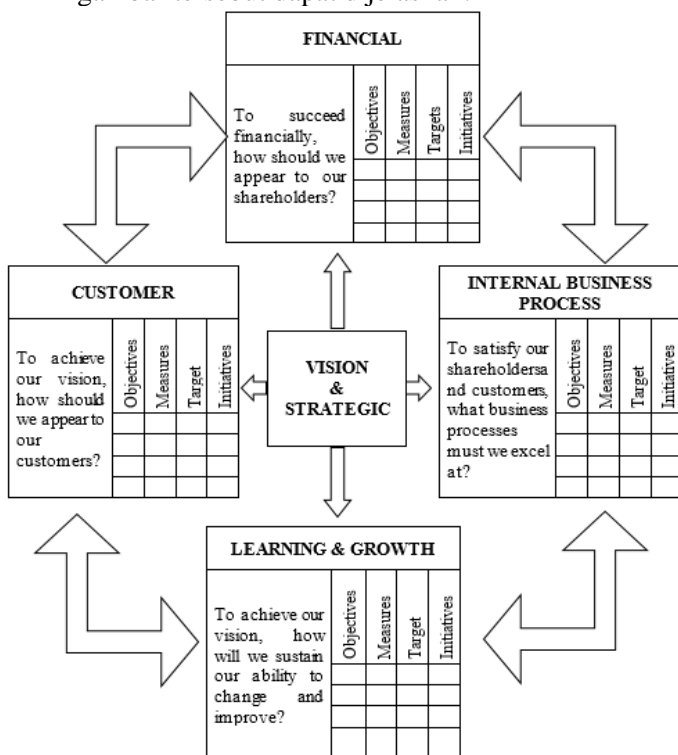 FINANCIAL
To succeed
financially,
how should we
appear to our
shareholders?
Objectives
Measures
Targets
Initiatives
CUSTOMER
To achieve
our vision,
how should
we appear to
our
customers?
Objectives
Measures
Target
Initiatives
VISION
&
STRATEGIC
INTERNAL BUSINESS
PROCESS
To satisfy our
shareholdersa
nd customers,
what business
processes
must we excel
at?
Objectives
Measures
Target
Initiatives
LEARNING & GROWTH
To achieve our
vision, how
will we sustain
our ability to
change and
improve?
Objectives
Measures
Target
Initiatives